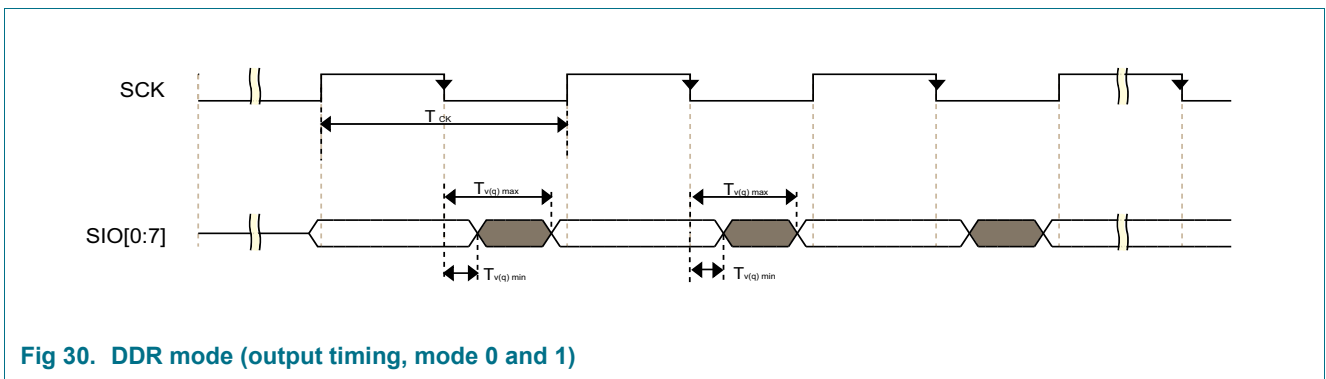 SCK
T CK
T v(q) max
T v(q) max
SIO[0:7]
T v(q) min
T v(q) min
Fig 30. DDR mode (output timing, mode 0 and 1)